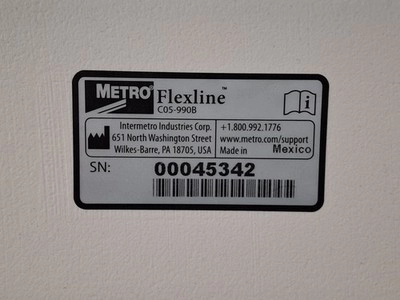 METRO Flexline™
C05-990B
Intermetro Industries Corp.
651 North Washington Street
Wilkes-Barre, PA 18705, USA
+1.800.992.1776
www.metro.com/support
Made in Mexico
SN: 00045342